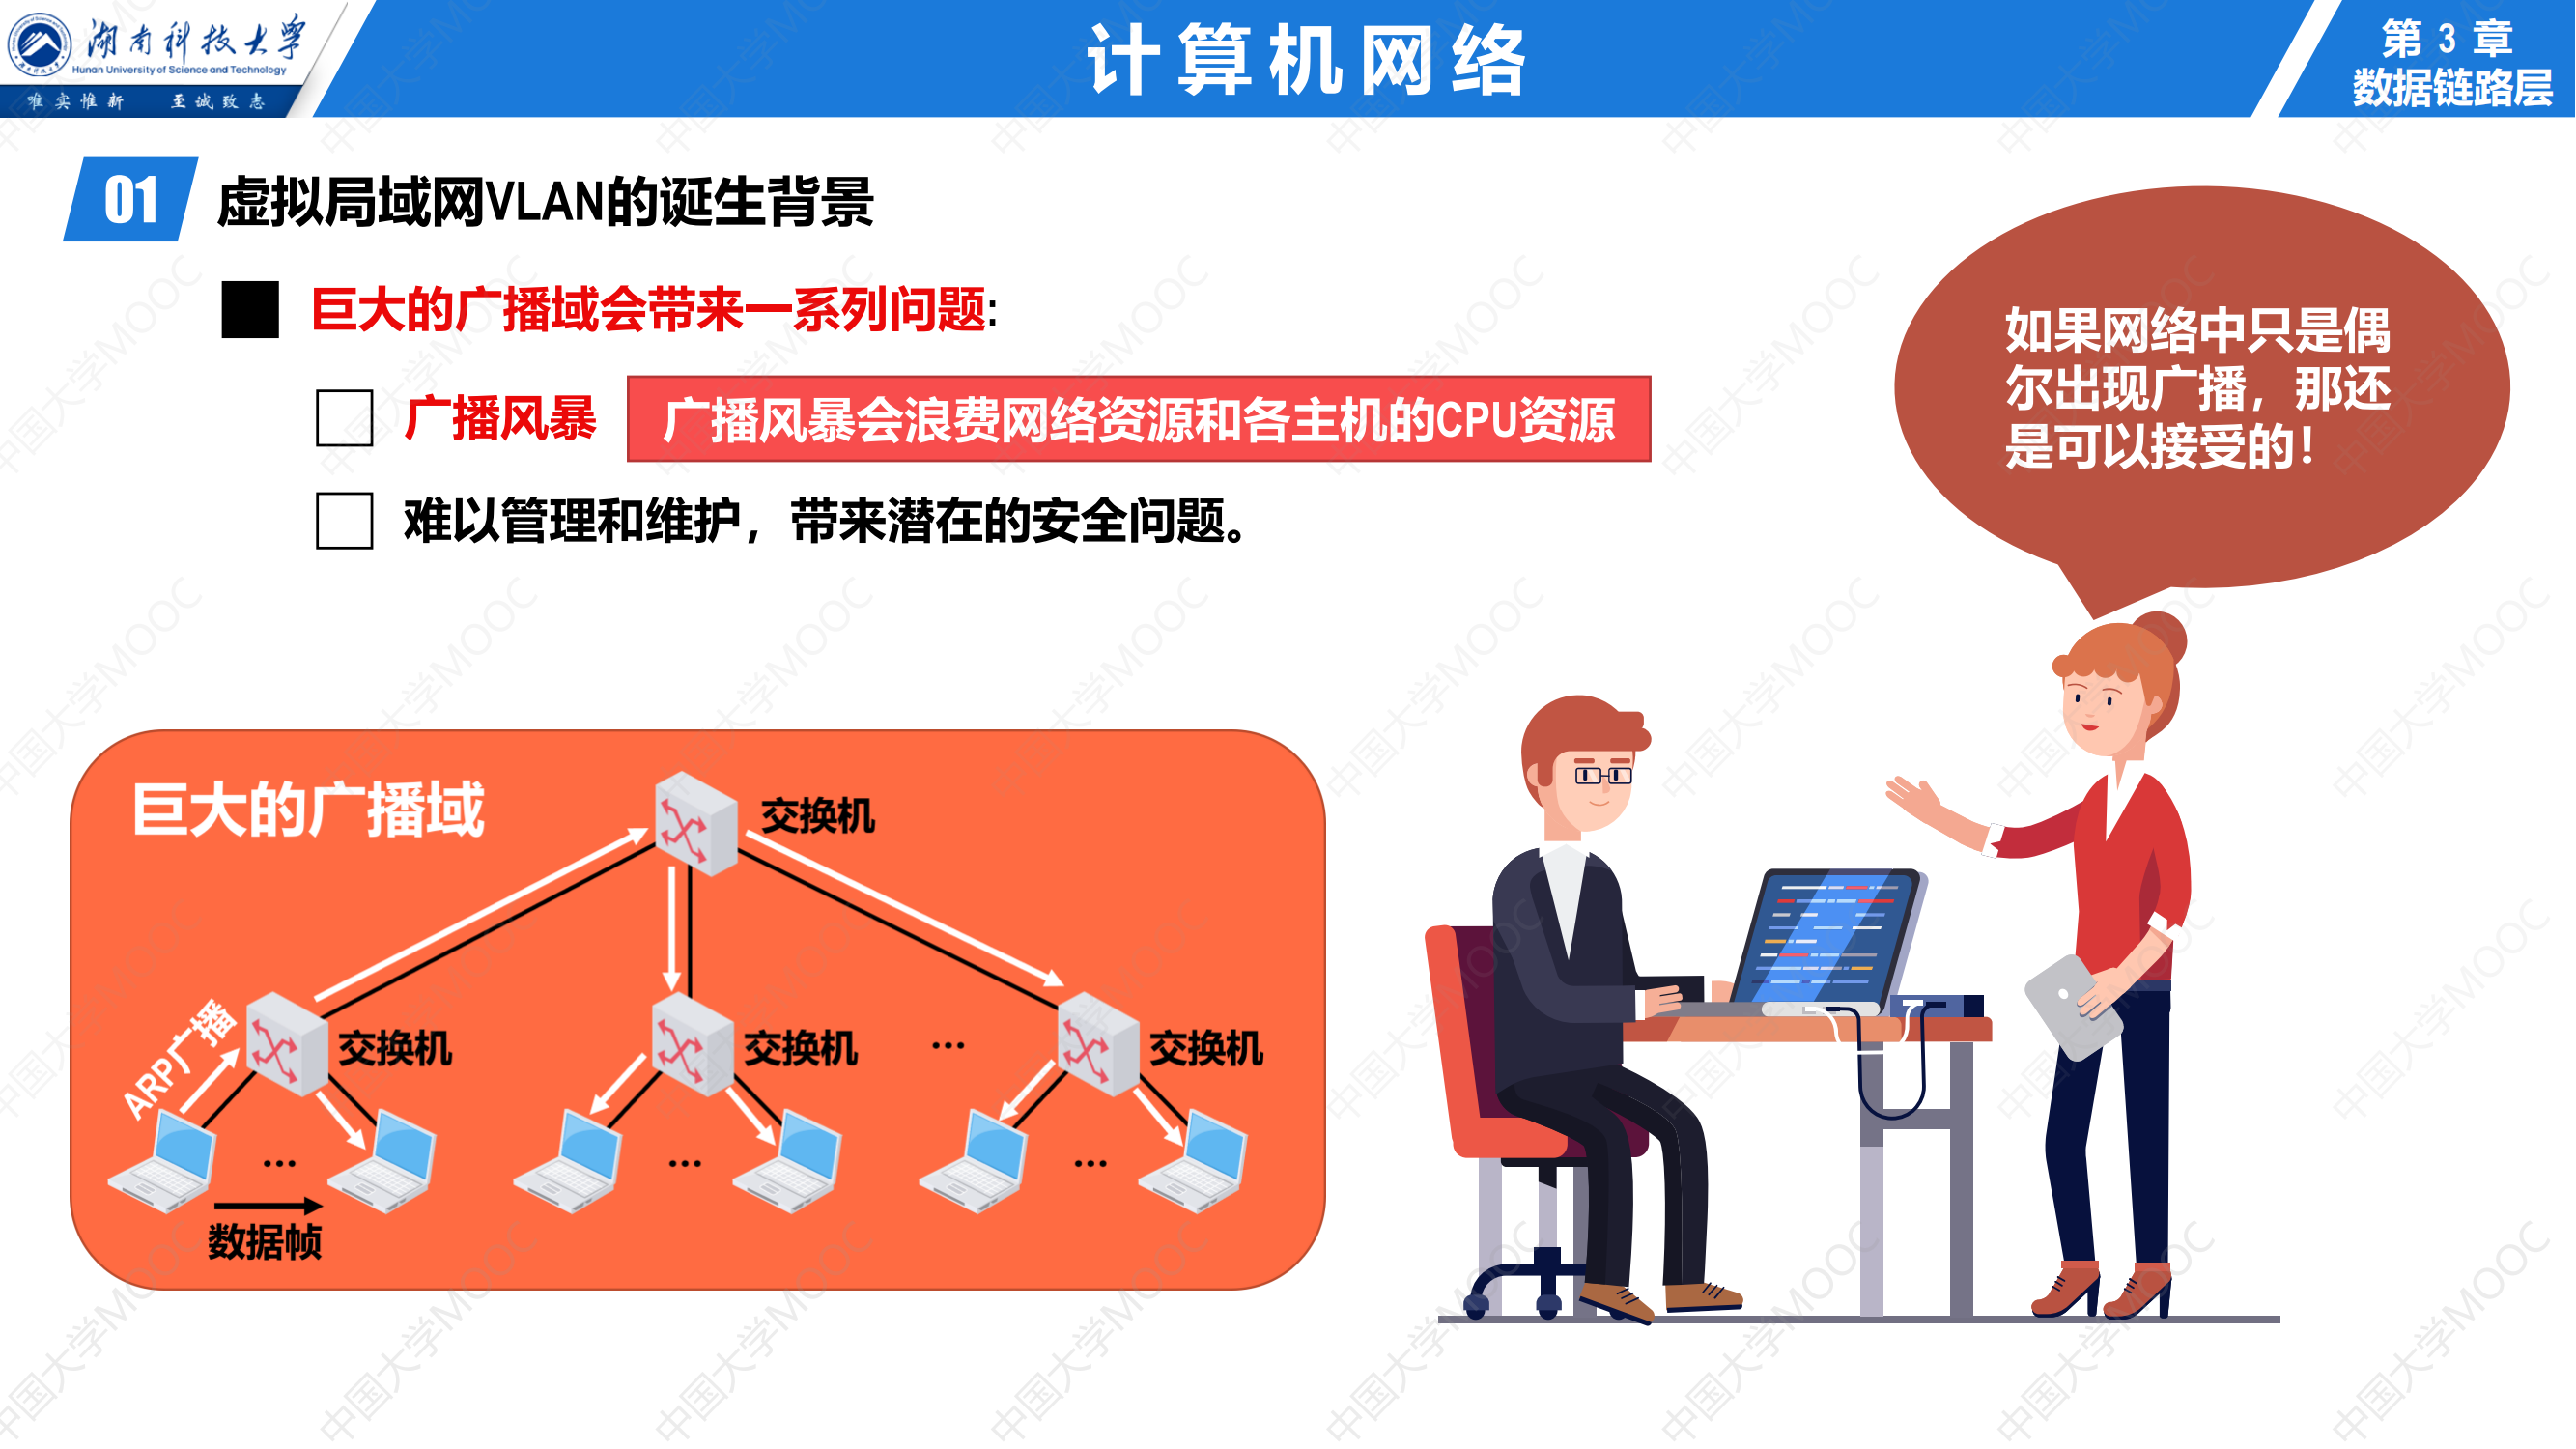 湖南科技大学
Hunan University of Science and Technology
唯实惟新 至诚致志
计算机网络
第 3 章
数据链路层
01 虚拟局域网VLAN的诞生背景
巨大的广播域会带来一系列问题:
广播风暴 广播风暴会浪费网络资源和各主机的CPU资源
难以管理和维护，带来潜在的安全问题。
如果网络中只是偶
尔出现广播，那还
是可以接受的！
巨大的广播域
交换机
ARP广播
交换机
交换机
...
交换机
...
...
...
数据帧
中国大学MOOC